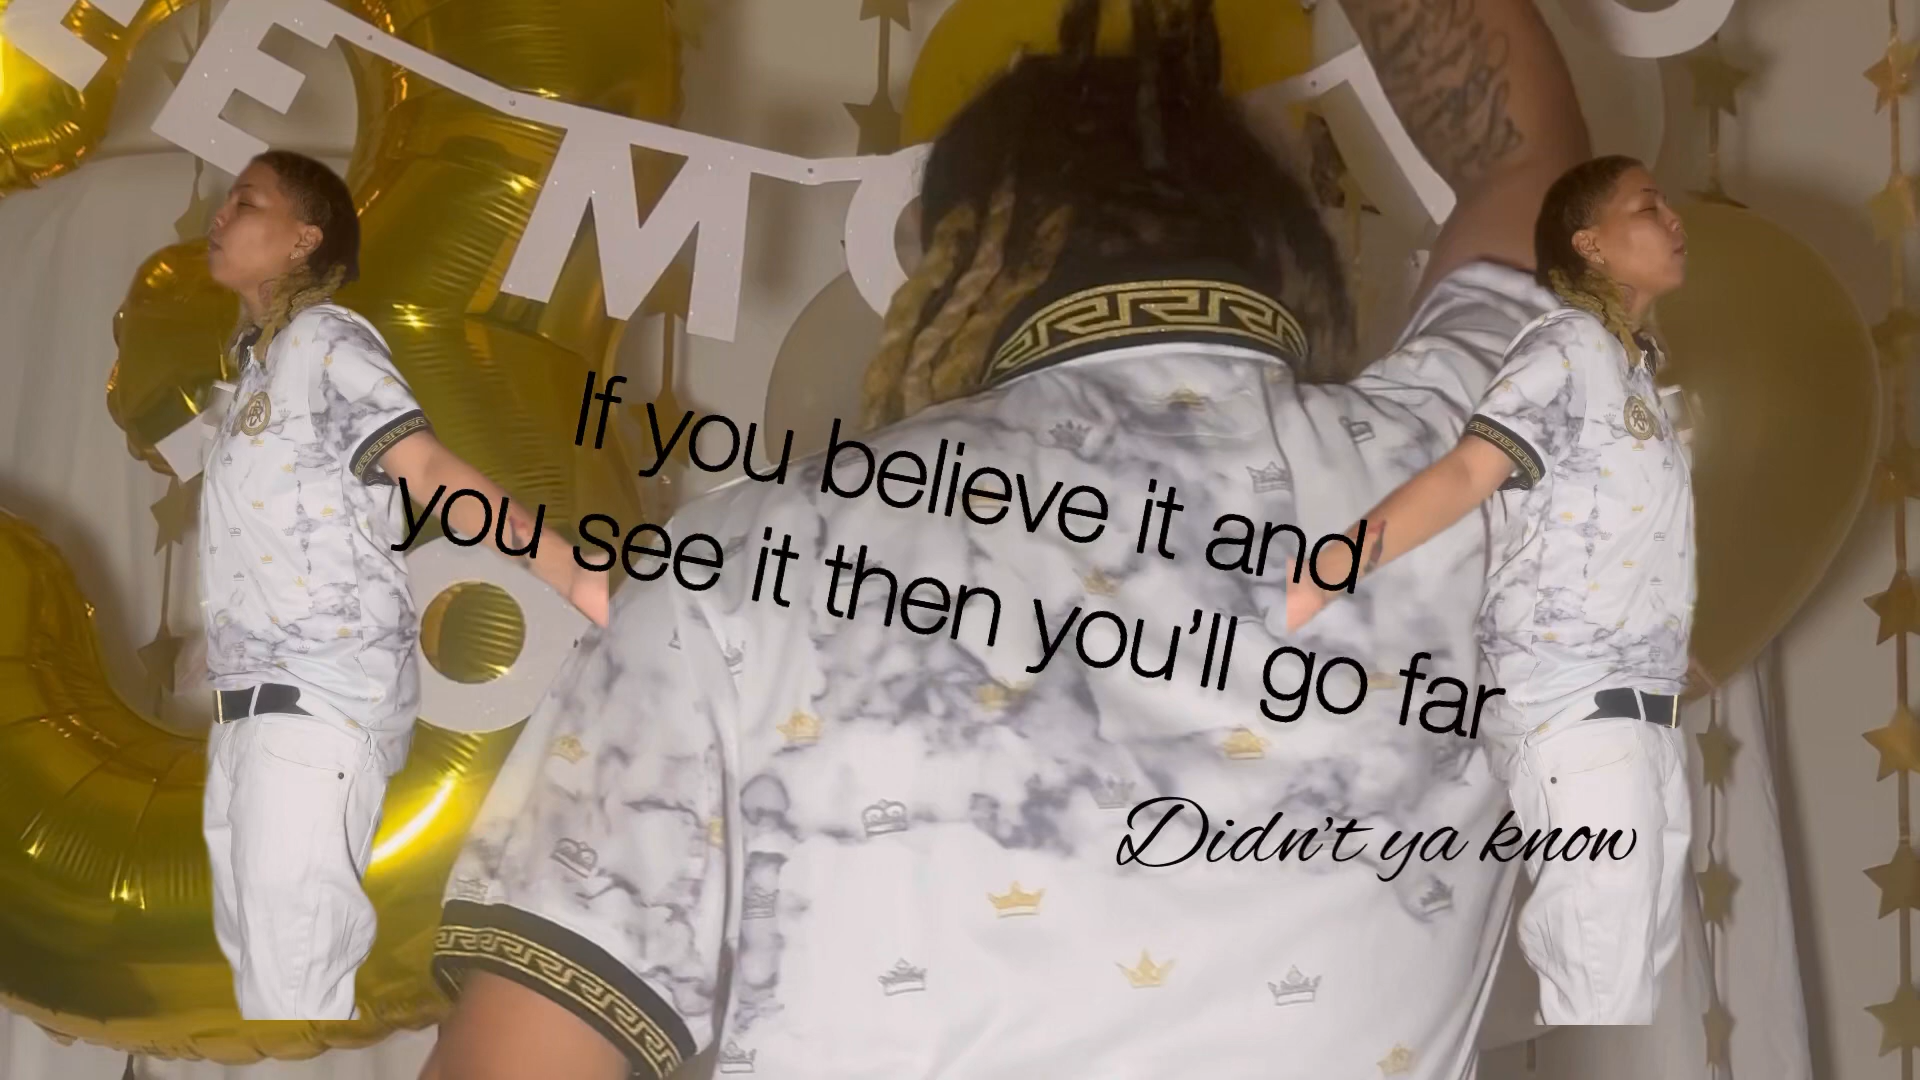 E M O
If you believe it and
you see it then you'll go far
Didn't ya know